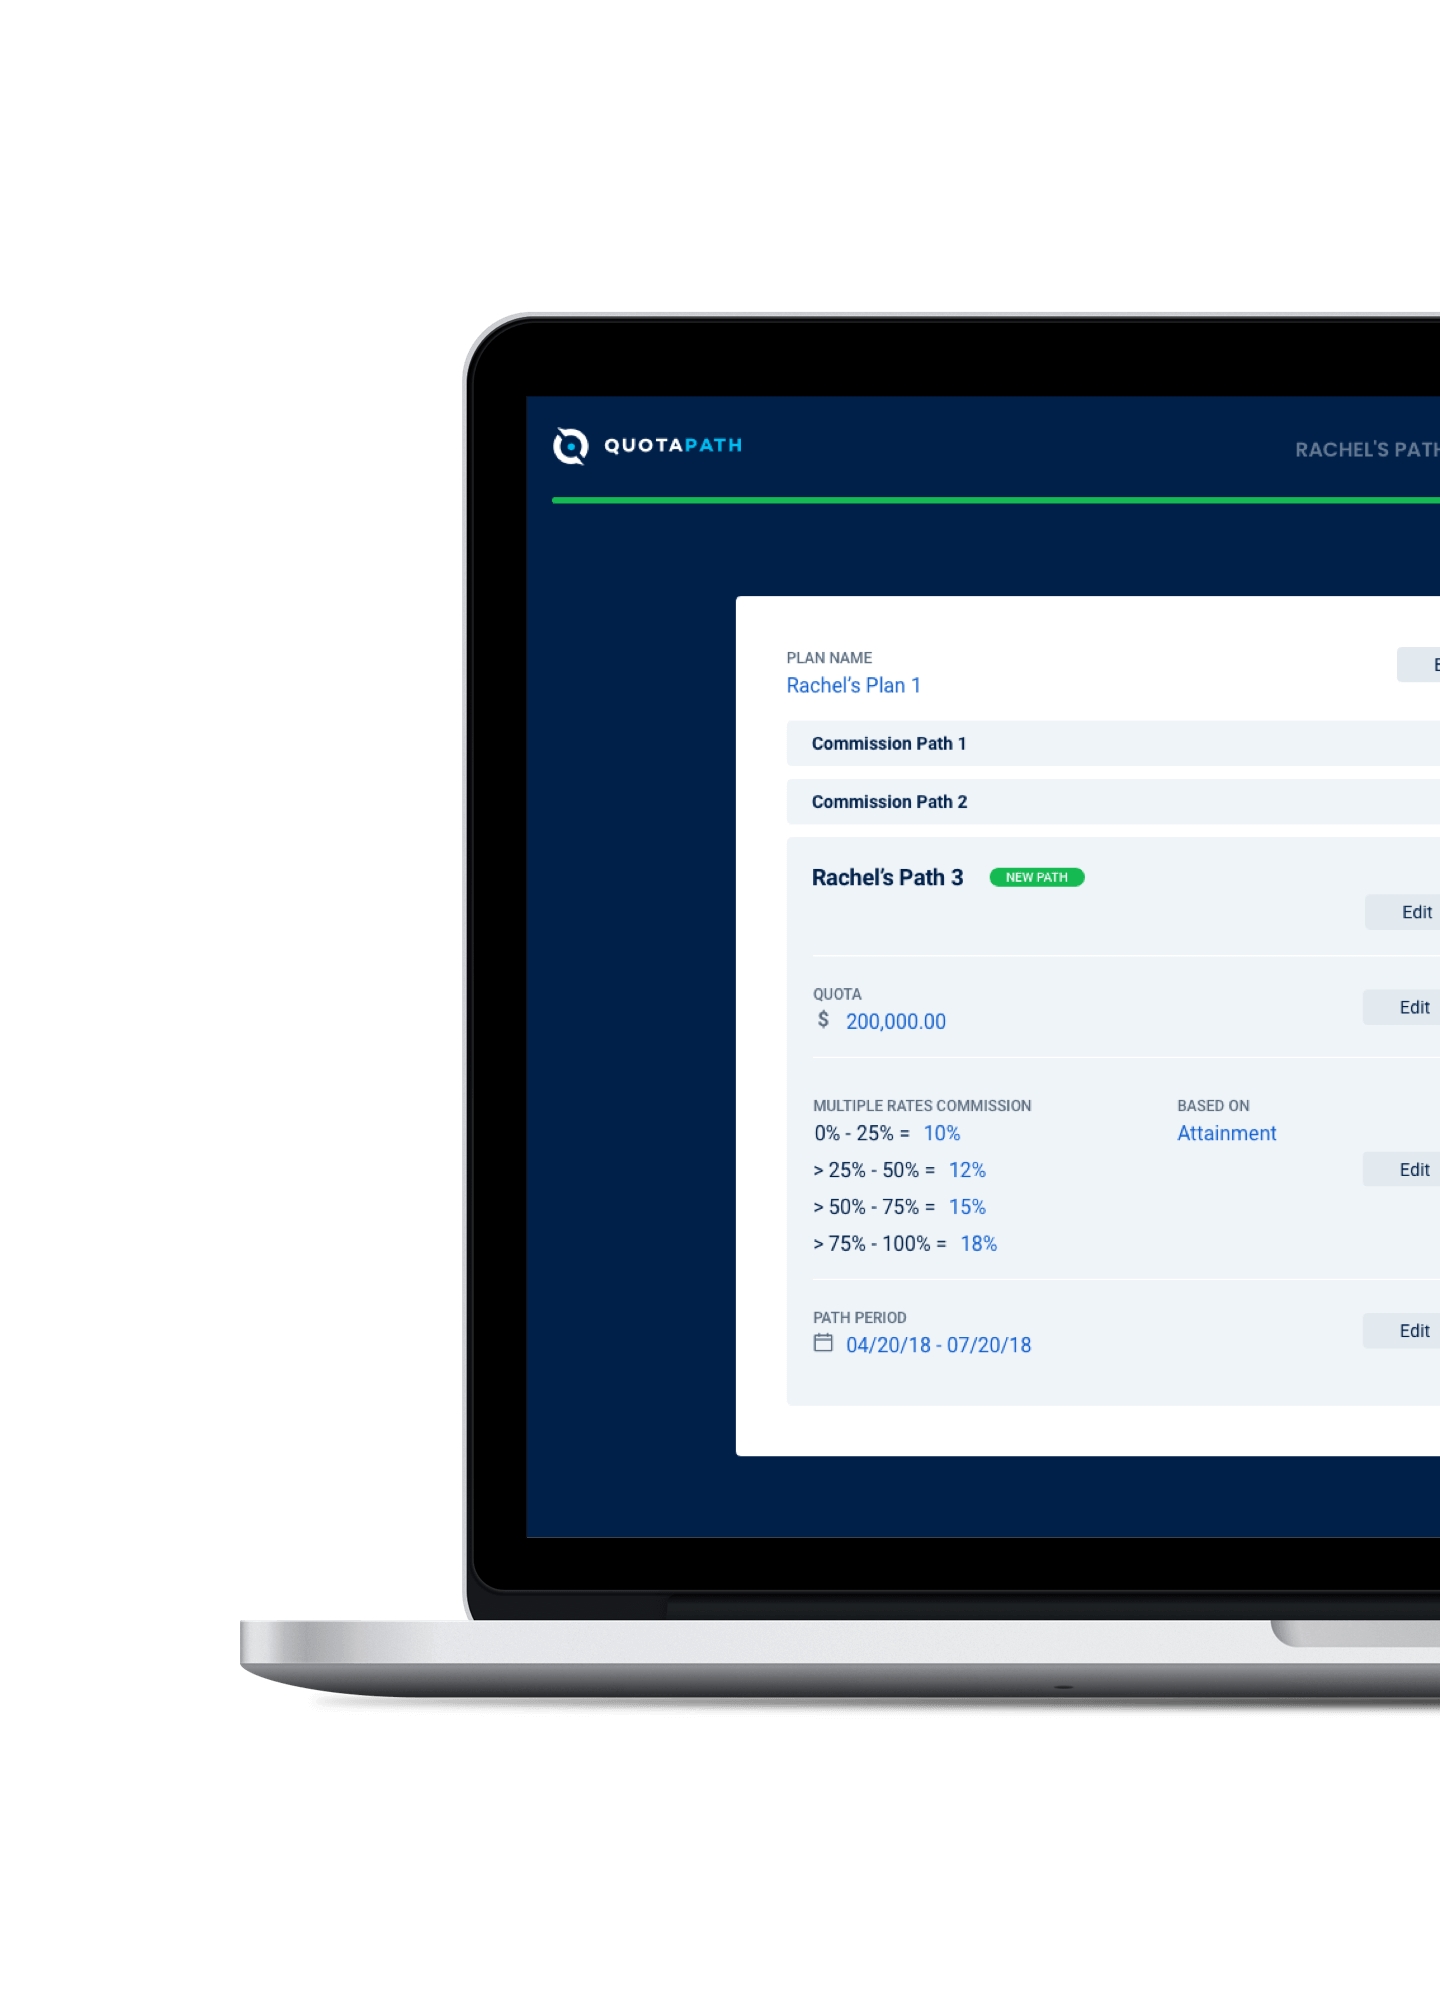 QUOTAPATH
RACHEL'S PATH
PLAN NAME
Rachel’s Plan 1
Commission Path 1
Commission Path 2
Rachel’s Path 3 NEW PATH
Edit
QUOTA
$ 200,000.00
Edit
MULTIPLE RATES COMMISSION BASED ON
0% - 25% = 10% Attainment
> 25% - 50% = 12% Edit
> 50% - 75% = 15%
> 75% - 100% = 18%
PATH PERIOD
04/20/18 - 07/20/18
Edit